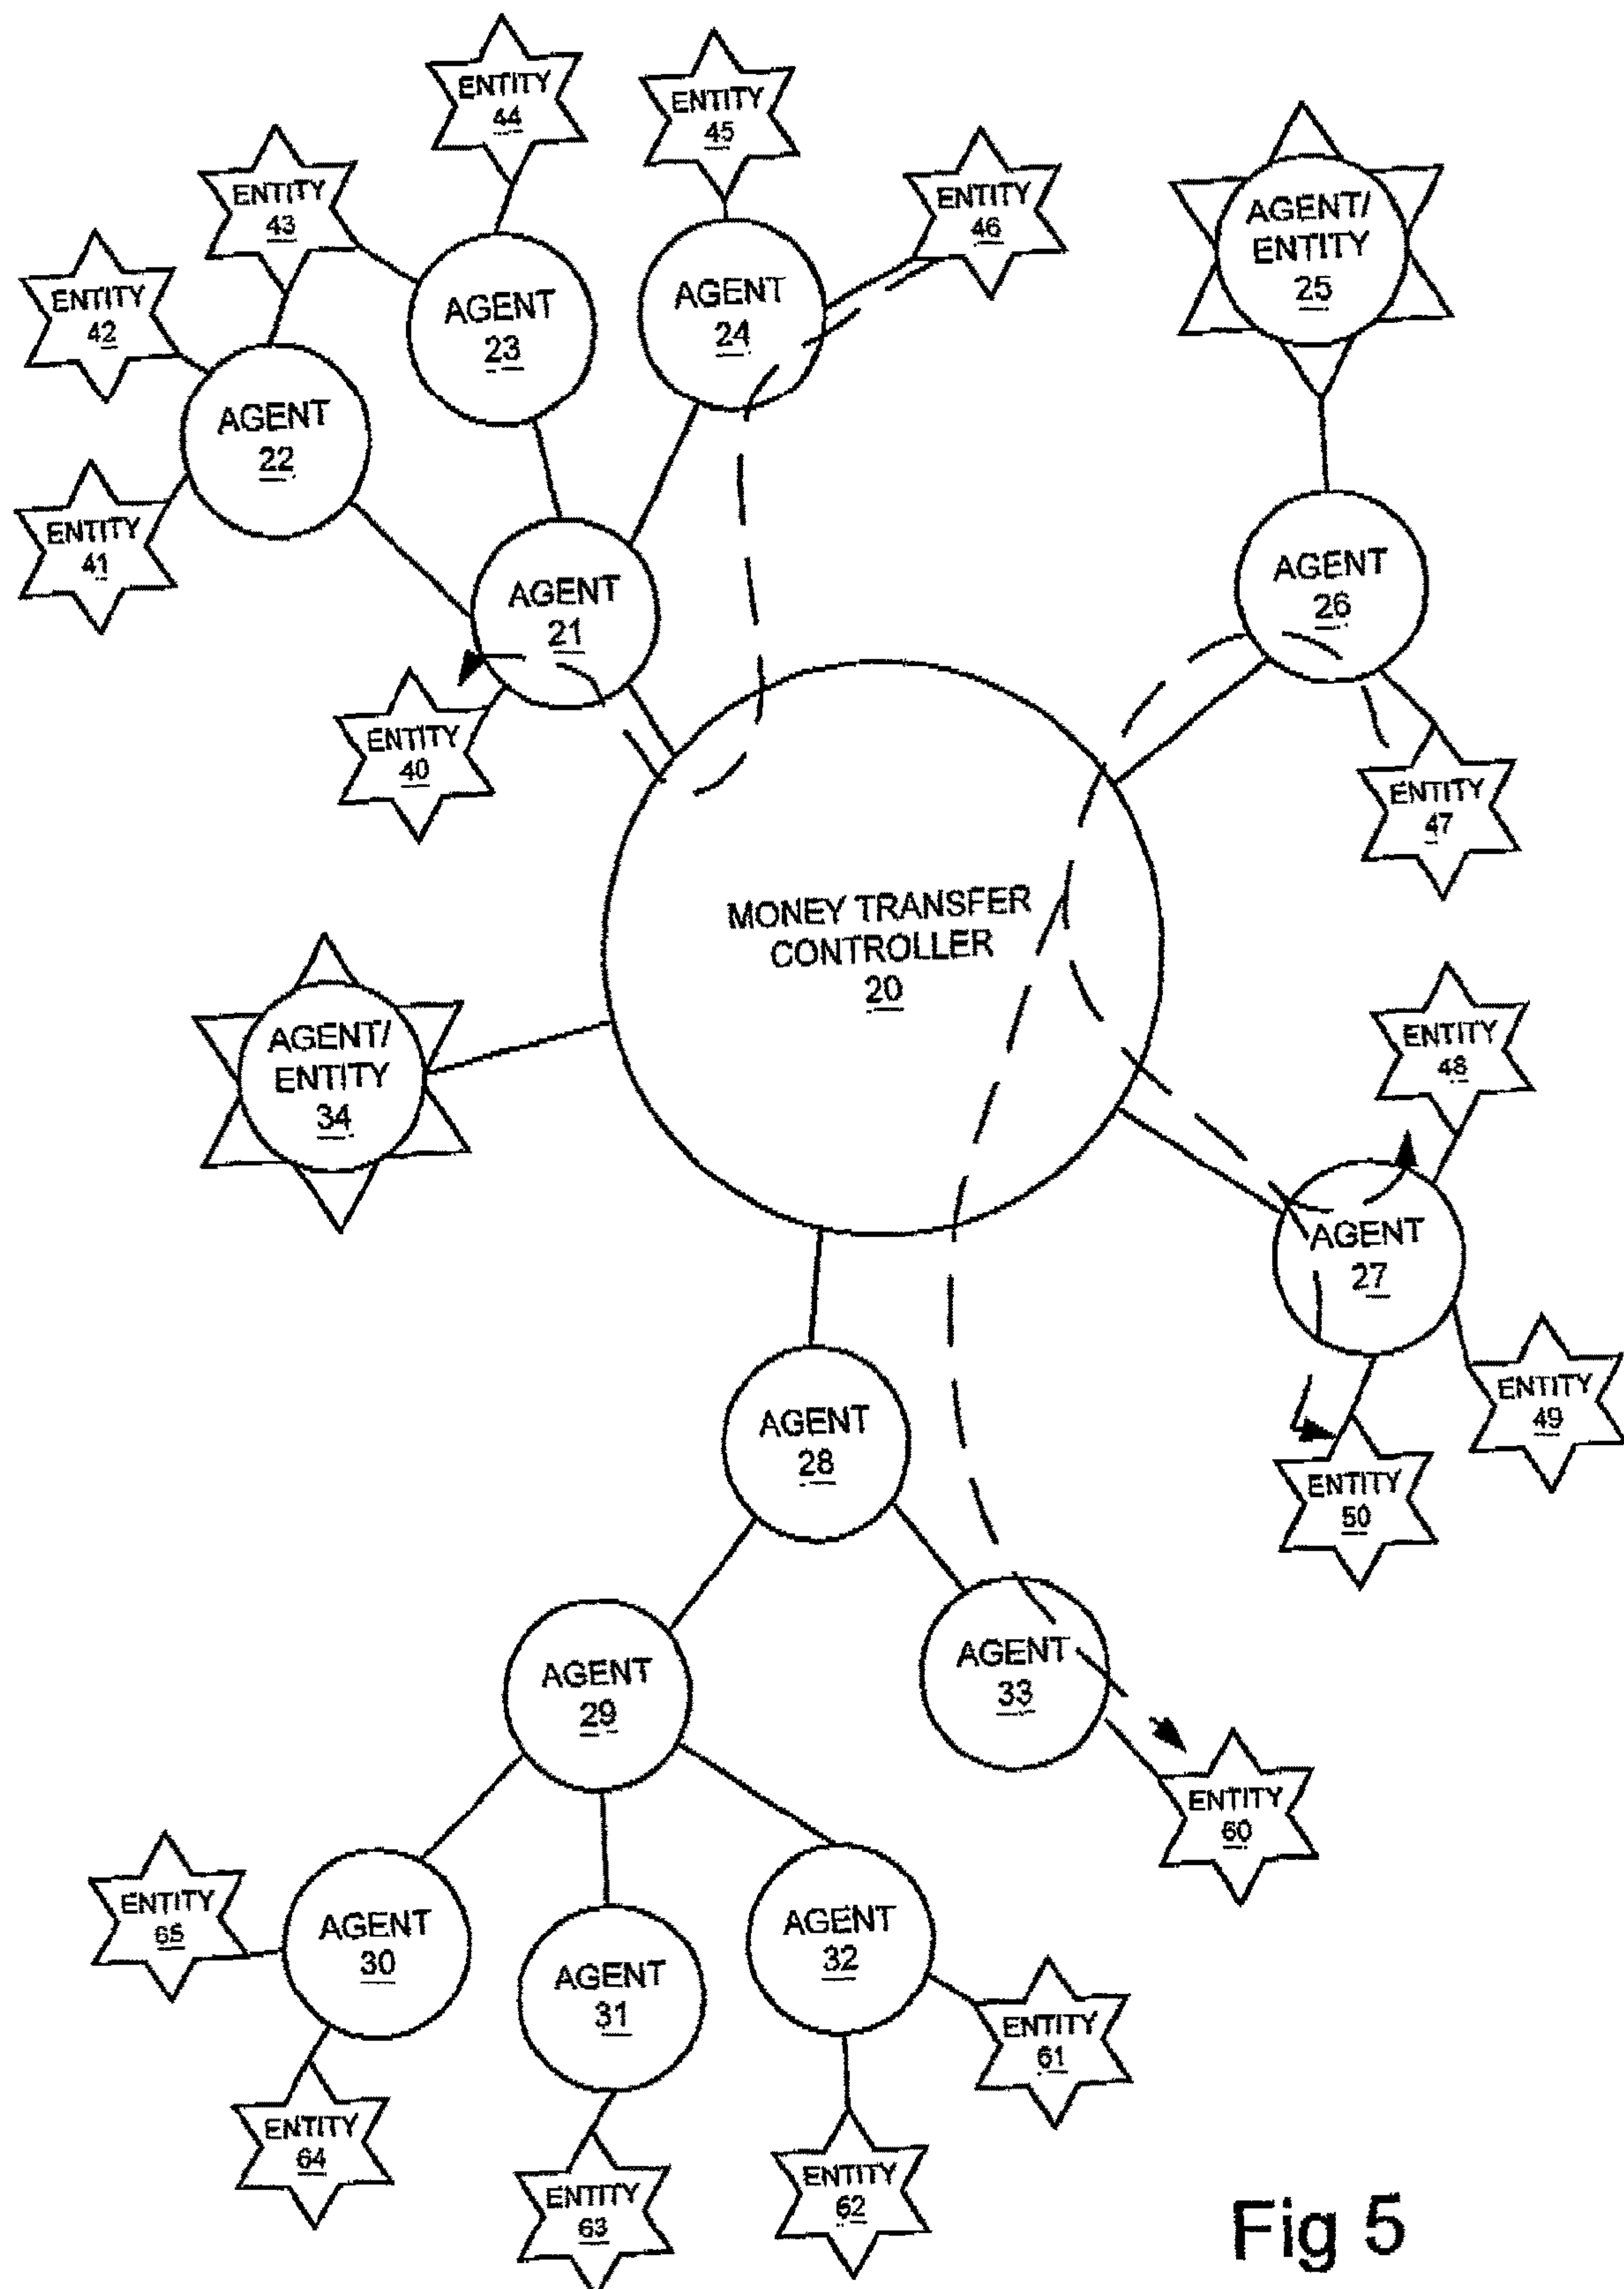 ENTITY
44
ENTITY
45
ENTITY
43
ENTITY
46
AGENT/
ENTITY
25
ENTITY
42
AGENT
23
AGENT
24
AGENT
22
ENTITY
41
AGENT
21
AGENT
26
ENTITY
40
ENTITY
47
MONEY TRANSFER
CONTROLLER
20
AGENT/
ENTITY
34
ENTITY
48
AGENT
27
ENTITY
49
AGENT
28
ENTITY
50
AGENT
29
AGENT
33
ENTITY
60
ENTITY
65
AGENT
30
AGENT
31
AGENT
32
ENTITY
61
ENTITY
64
ENTITY
63
ENTITY
62
Fig 5